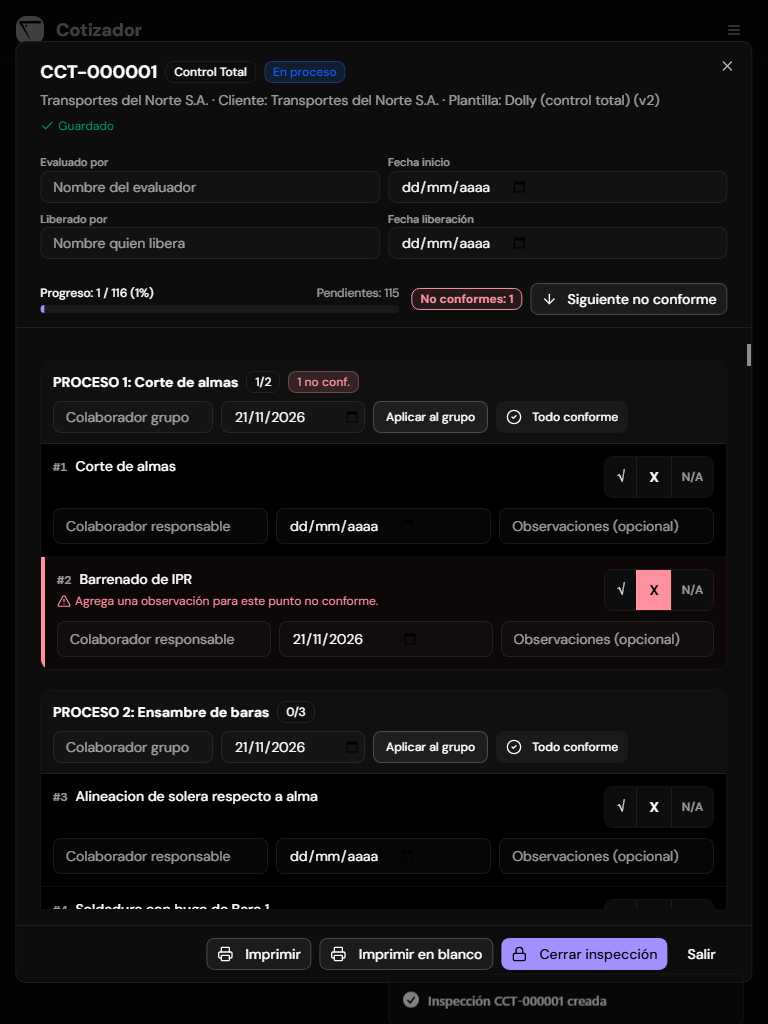 Cotizador
CCT-000001 Control Total En proceso
Transportes del Norte S.A. · Cliente: Transportes del Norte S.A. · Plantilla: Dolly (control total) (v2)
Guardado
Evaluado por Fecha inicio
Nombre del evaluador dd/mm/aaaa
Liberado por Fecha liberación
Nombre quien libera dd/mm/aaaa
Progreso: 1 / 116 (1%) Pendientes: 115 No conformes: 1 Siguiente no conforme
PROCESO 1: Corte de almas 1/2 1 no conf.
Colaborador grupo 21/11/2026 Aplicar al grupo Todo conforme
#1 Corte de almas √ X N/A
Colaborador responsable dd/mm/aaaa Observaciones (opcional)
#2 Barrenado de IPR √ X N/A
Agrega una observación para este punto no conforme.
Colaborador responsable 21/11/2026 Observaciones (opcional)
PROCESO 2: Ensambre de baras 0/3
Colaborador grupo 21/11/2026 Aplicar al grupo Todo conforme
#3 Alineacion de solera respecto a alma √ X N/A
Colaborador responsable dd/mm/aaaa Observaciones (opcional)
#4 Soldadura con bugo de Bara 1
Imprimir Imprimir en blanco Cerrar inspección Salir
Inspección CCT-000001 creada